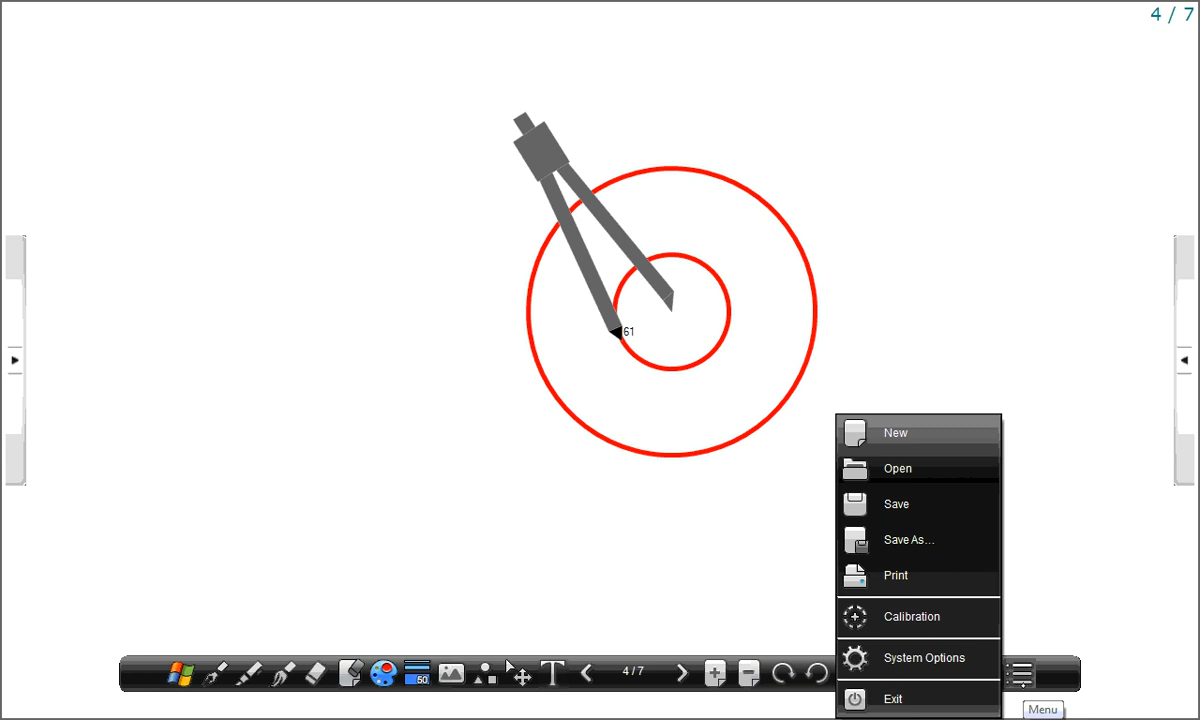 4 / 7
61
New
Open
Save
Save As...
Print
Calibration
System Options
Exit
50
T
4/7
Menu